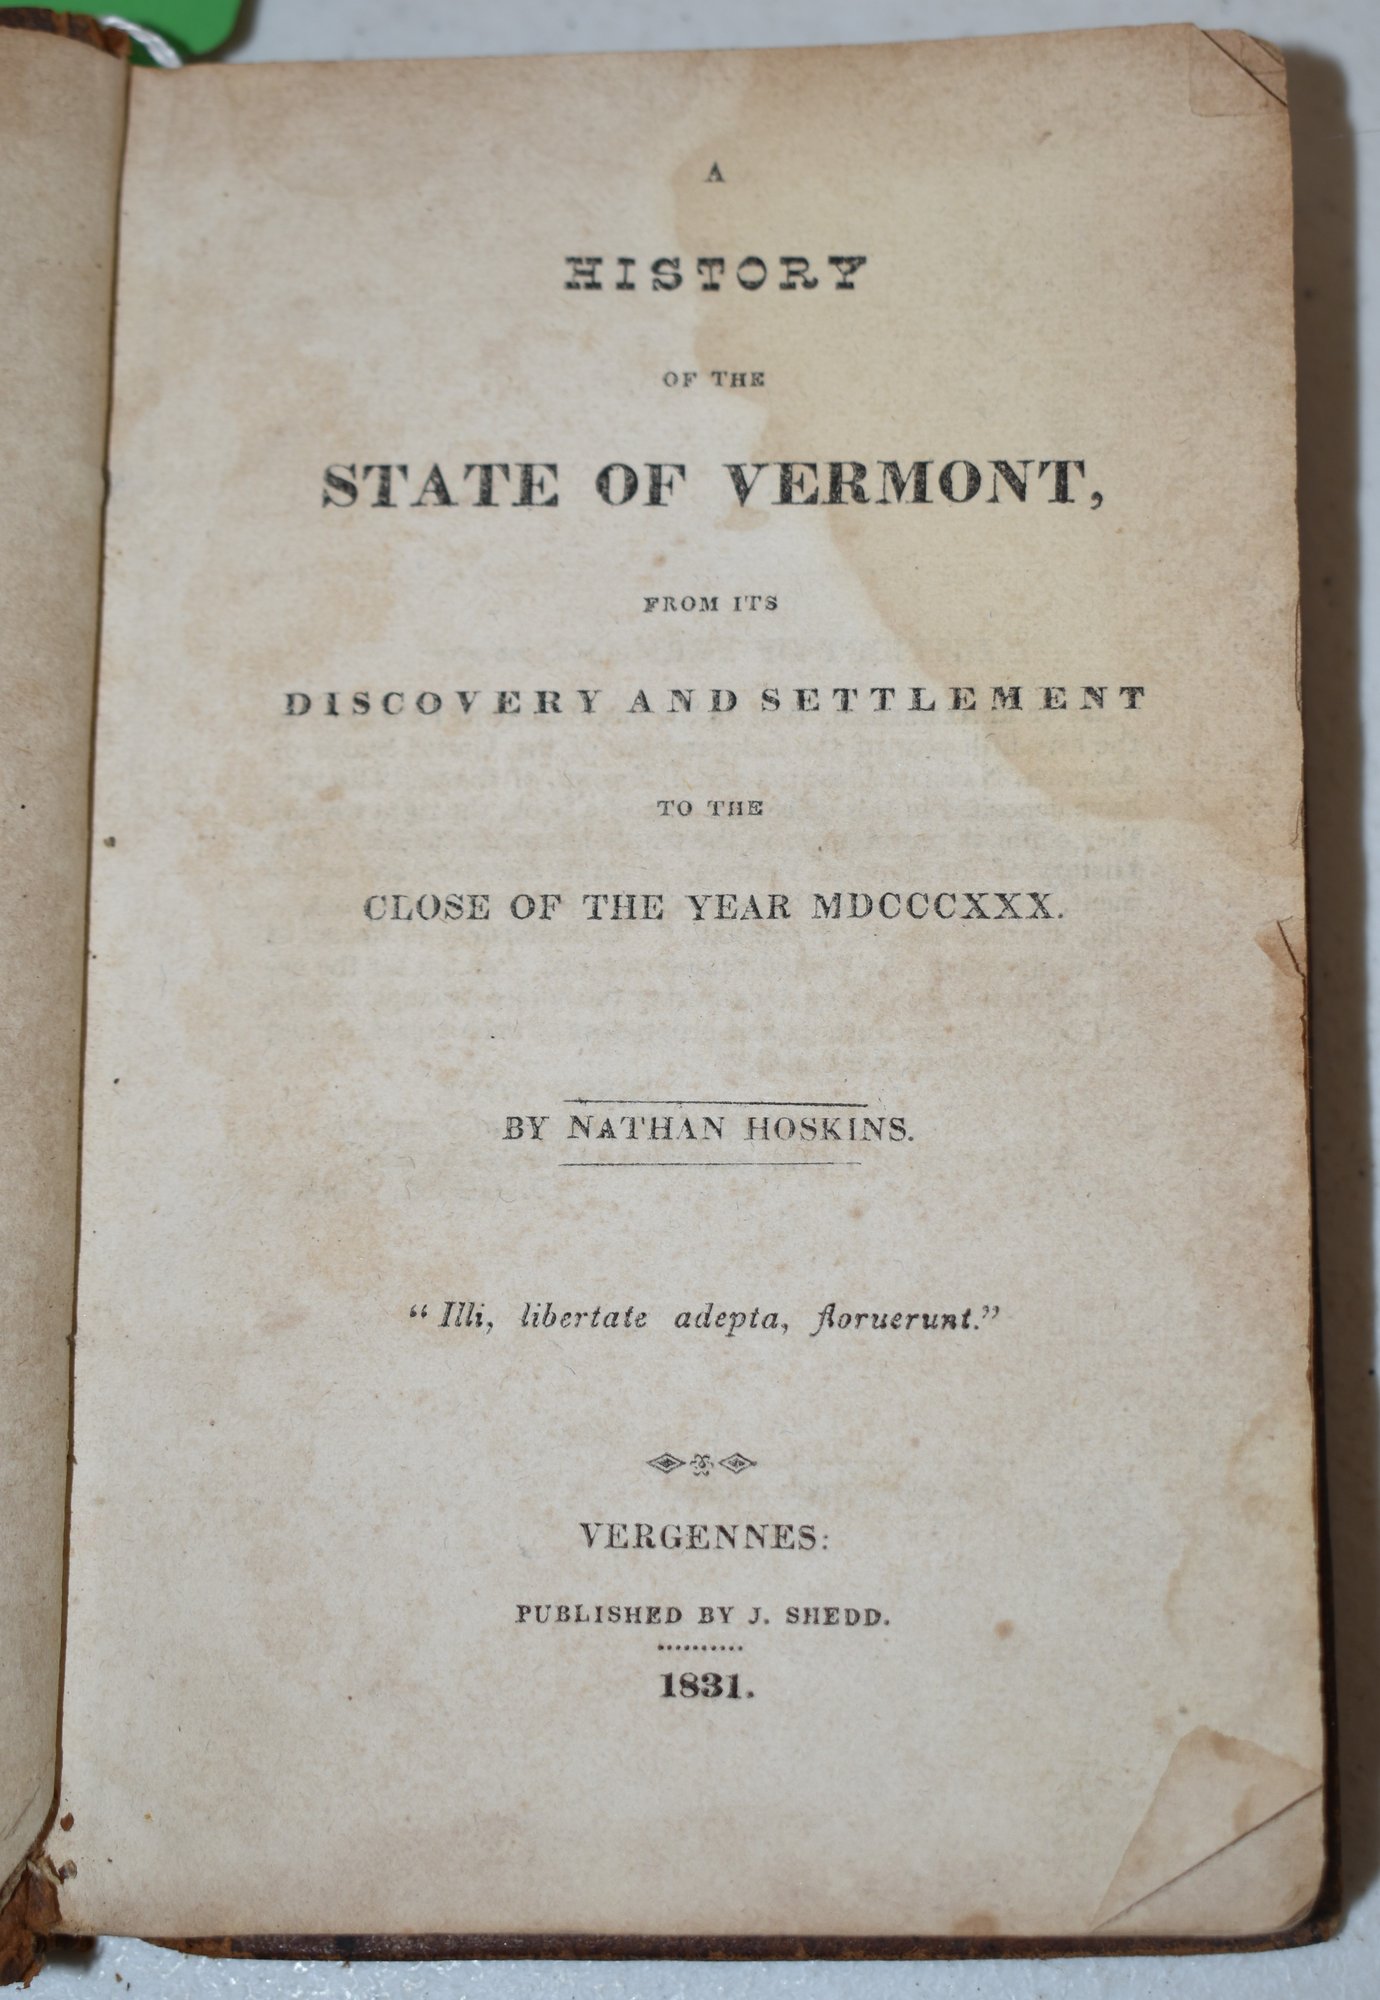 A
HISTORY
OF THE
STATE OF VERMONT,
FROM ITS
DISCOVERY AND SETTLEMENT
TO THE
CLOSE OF THE YEAR MDCCCXXX.
BY NATHAN HOSKINS.
“Illi, libertate adepta, floruerunt.”
VERGENNES:
PUBLISHED BY J. SHEDD.
1831.